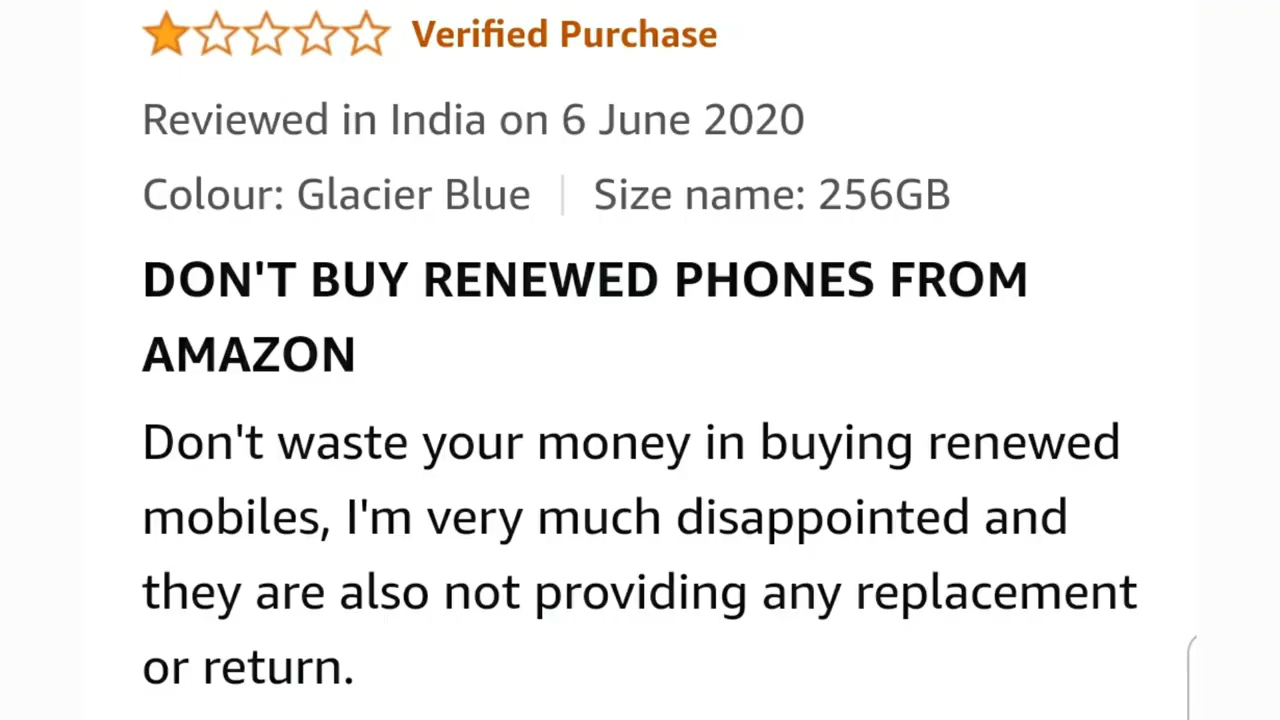 Verified Purchase
Reviewed in India on 6 June 2020
Colour: Glacier Blue | Size name: 256GB
DON'T BUY RENEWED PHONES FROM
AMAZON
Don't waste your money in buying renewed
mobiles, I'm very much disappointed and
they are also not providing any replacement
or return.